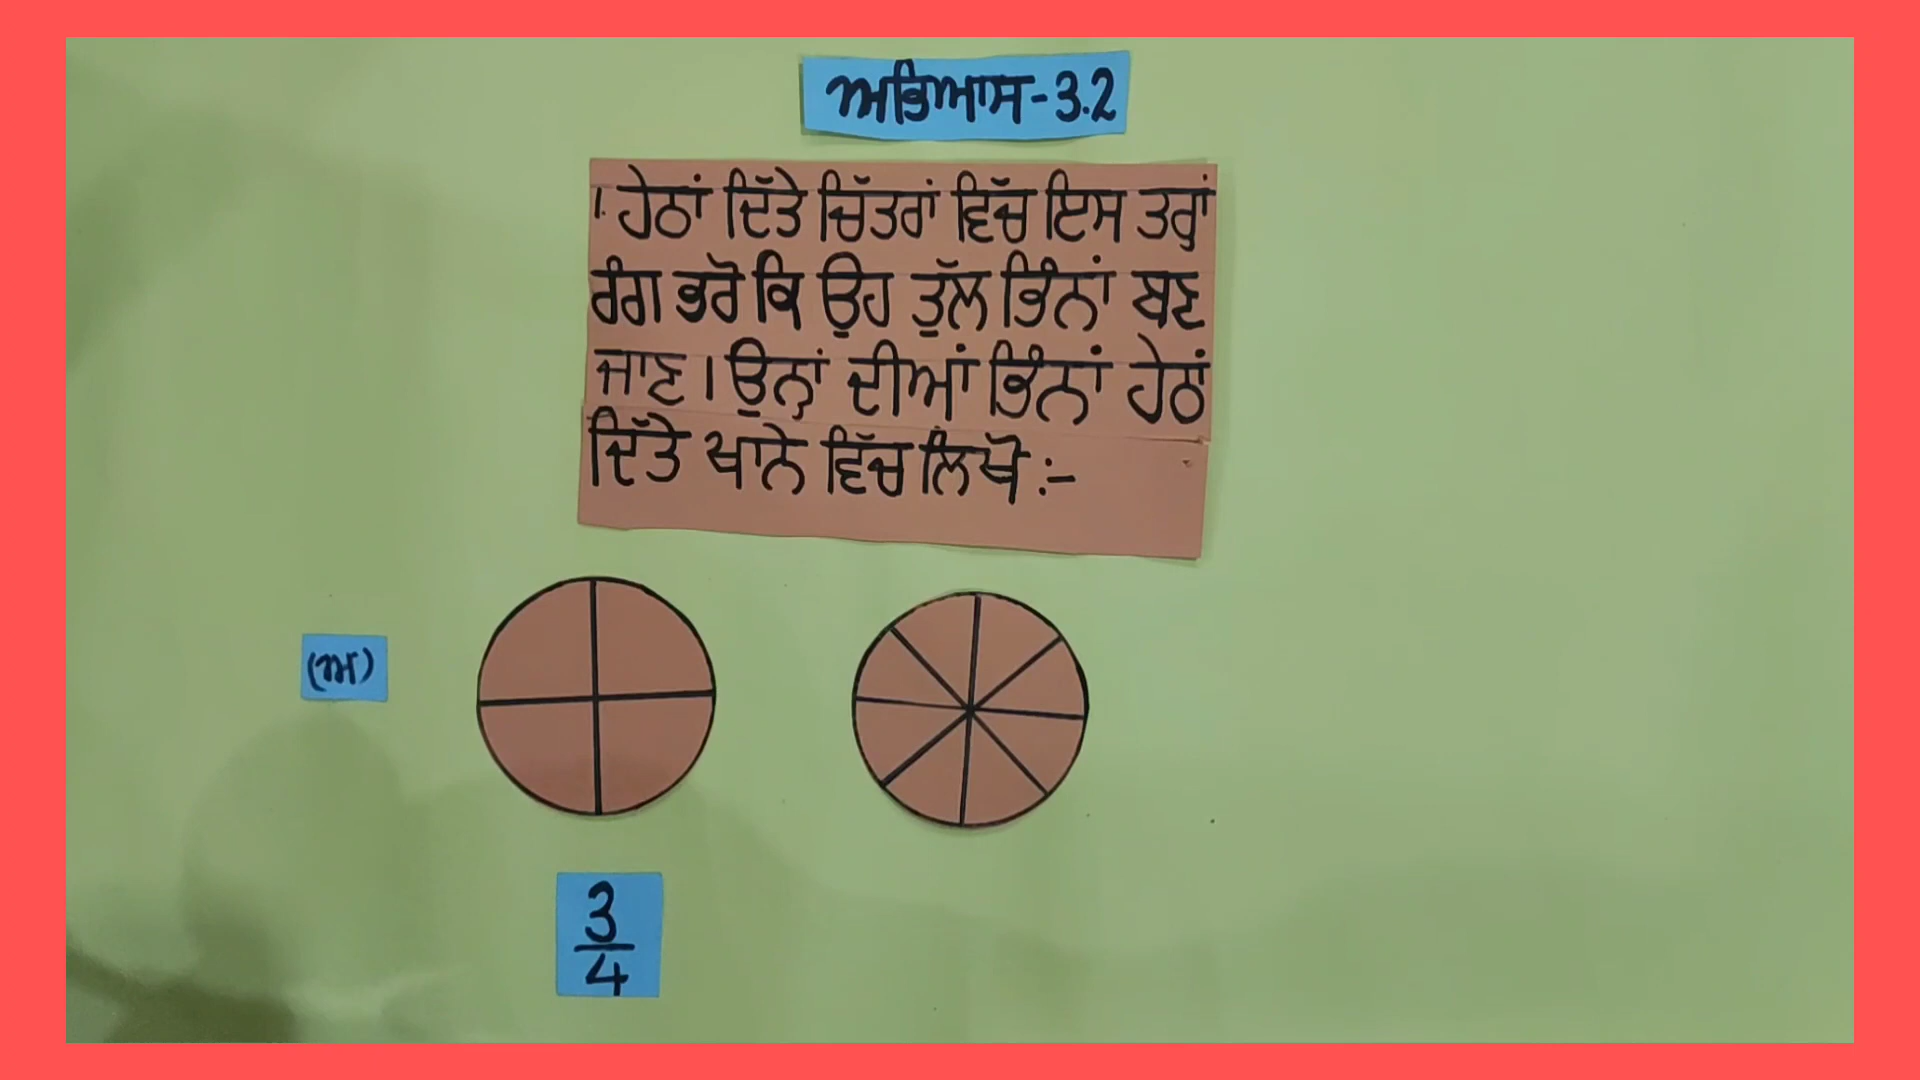 ਅਭਿਆਸ-3.2
1. ਹੇਠਾਂ ਦਿੱਤੇ ਚਿੱਤਰਾਂ ਵਿੱਚ ਇਸ ਤਰ੍ਹਾਂ
ਰੰਗ ਭਰੋ ਕਿ ਉਹ ਤੁੱਲ ਭਿੰਨਾਂ ਬਣ
ਜਾਣ । ਉਨ੍ਹਾਂ ਦੀਆਂ ਭਿੰਨਾਂ ਹੇਠਾਂ
ਦਿੱਤੇ ਖਾਨੇ ਵਿੱਚ ਲਿਖੋ :-
(ਅ)
3
4